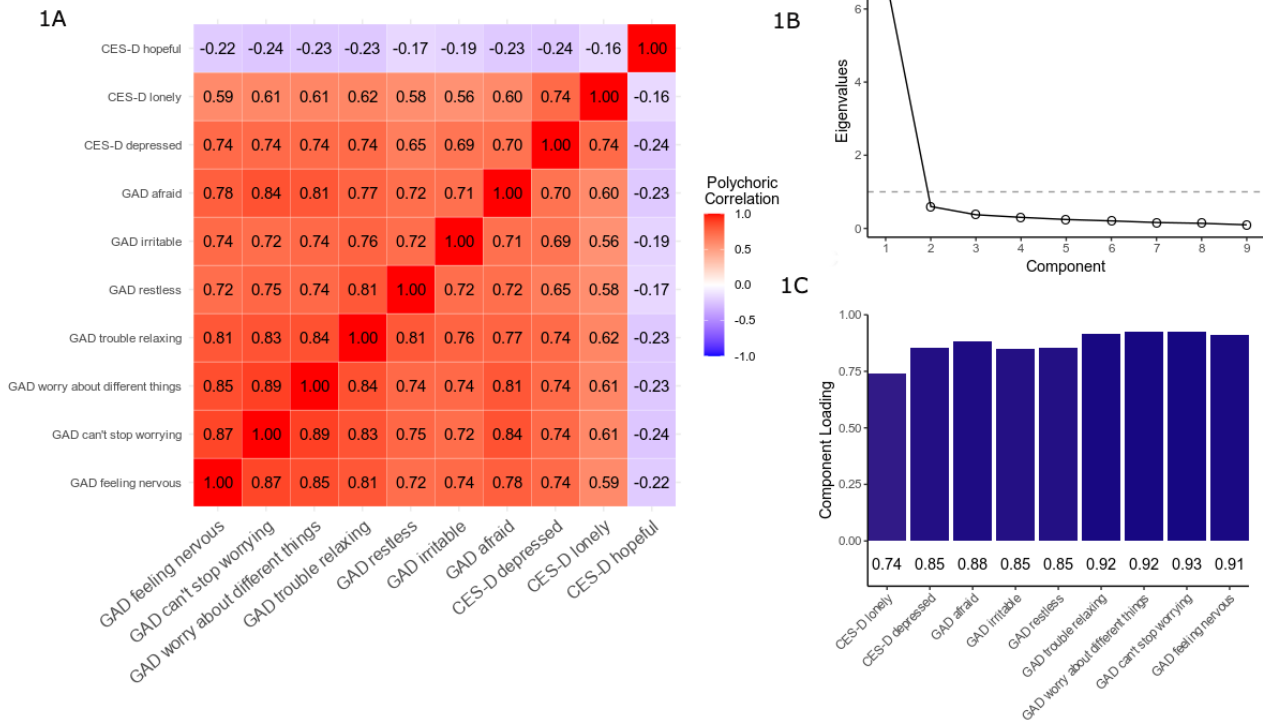 1A
CES-D hopeful -0.22 -0.24 -0.23 -0.23 -0.17 -0.19 -0.23 -0.24 -0.16 1.00
CES-D lonely 0.59 0.61 0.61 0.62 0.58 0.56 0.60 0.74 1.00 -0.16
CES-D depressed 0.74 0.74 0.74 0.74 0.65 0.69 0.70 1.00 0.74 -0.24
GAD afraid 0.78 0.84 0.81 0.77 0.72 0.71 1.00 0.70 0.60 -0.23
GAD irritable 0.74 0.72 0.74 0.76 0.72 1.00 0.71 0.69 0.56 -0.19
GAD restless 0.72 0.75 0.74 0.81 1.00 0.72 0.72 0.65 0.58 -0.17
GAD trouble relaxing 0.81 0.83 0.84 1.00 0.81 0.76 0.77 0.74 0.62 -0.23
GAD worry about different things 0.85 0.89 1.00 0.84 0.74 0.74 0.81 0.74 0.61 -0.23
GAD can't stop worrying 0.87 1.00 0.89 0.83 0.75 0.72 0.84 0.74 0.61 -0.24
GAD feeling nervous 1.00 0.87 0.85 0.81 0.72 0.74 0.78 0.74 0.59 -0.22
GAD feeling nervous
GAD can't stop worrying
GAD worry about different things
GAD trouble relaxing
GAD restless
GAD irritable
GAD afraid
CES-D depressed
CES-D lonely
CES-D hopeful
Polychoric
Correlation
1.0
0.5
0.0
-0.5
-1.0
1B
Eigenvalues
6
4
2
0
1 2 3 4 5 6 7 8 9
Component
1C
Component Loading
1.00
0.75
0.50
0.25
0.00
0.74 0.85 0.88 0.85 0.85 0.92 0.92 0.93 0.91
CES-D lonely
CES-D depressed
GAD afraid
GAD irritable
GAD restless
GAD trouble relaxing
GAD worry about different things
GAD can't stop worrying
GAD feeling nervous